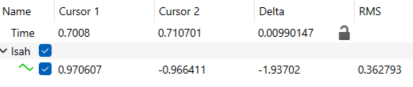 Name Cursor 1 Cursor 2 Delta RMS
Time 0.7008 0.710701 0.00990147
Isah
0.970607 -0.966411 -1.93702 0.362793